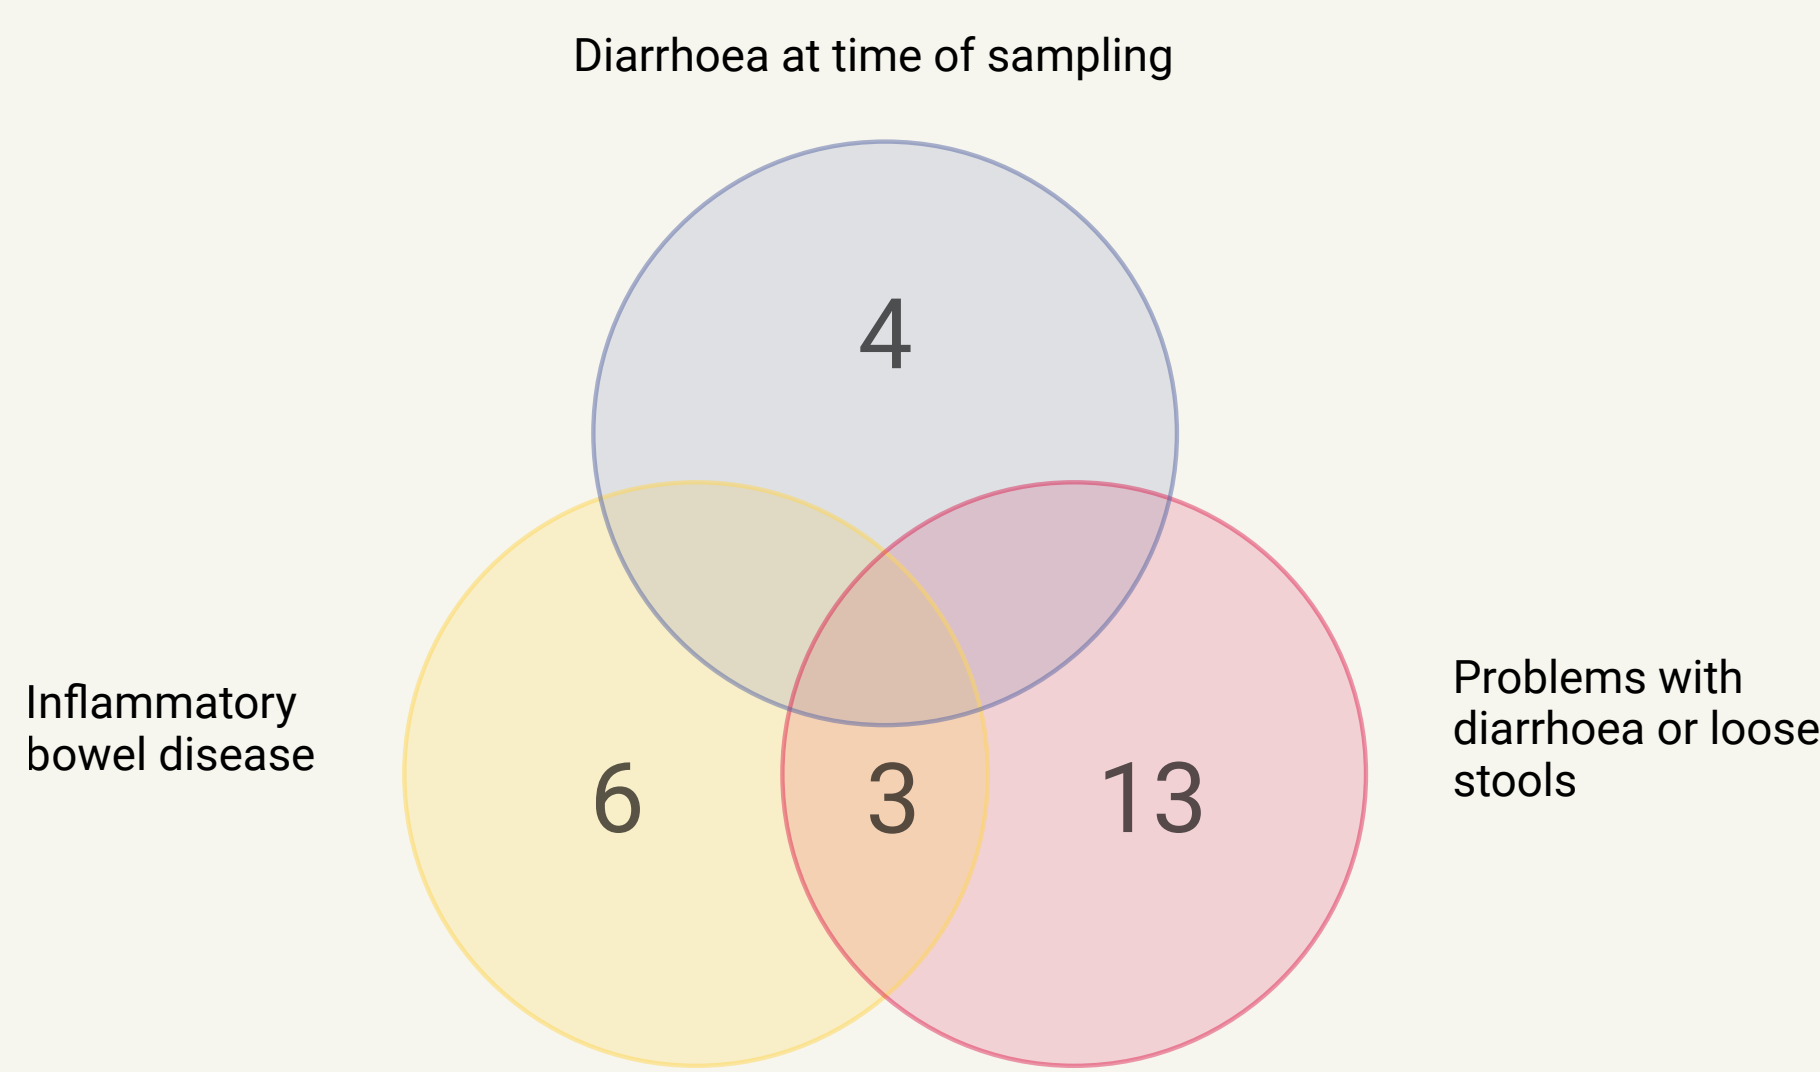 Diarrhoea at time of sampling
4
Inflammatory
bowel disease
6
3
13
Problems with
diarrhoea or loose
stools